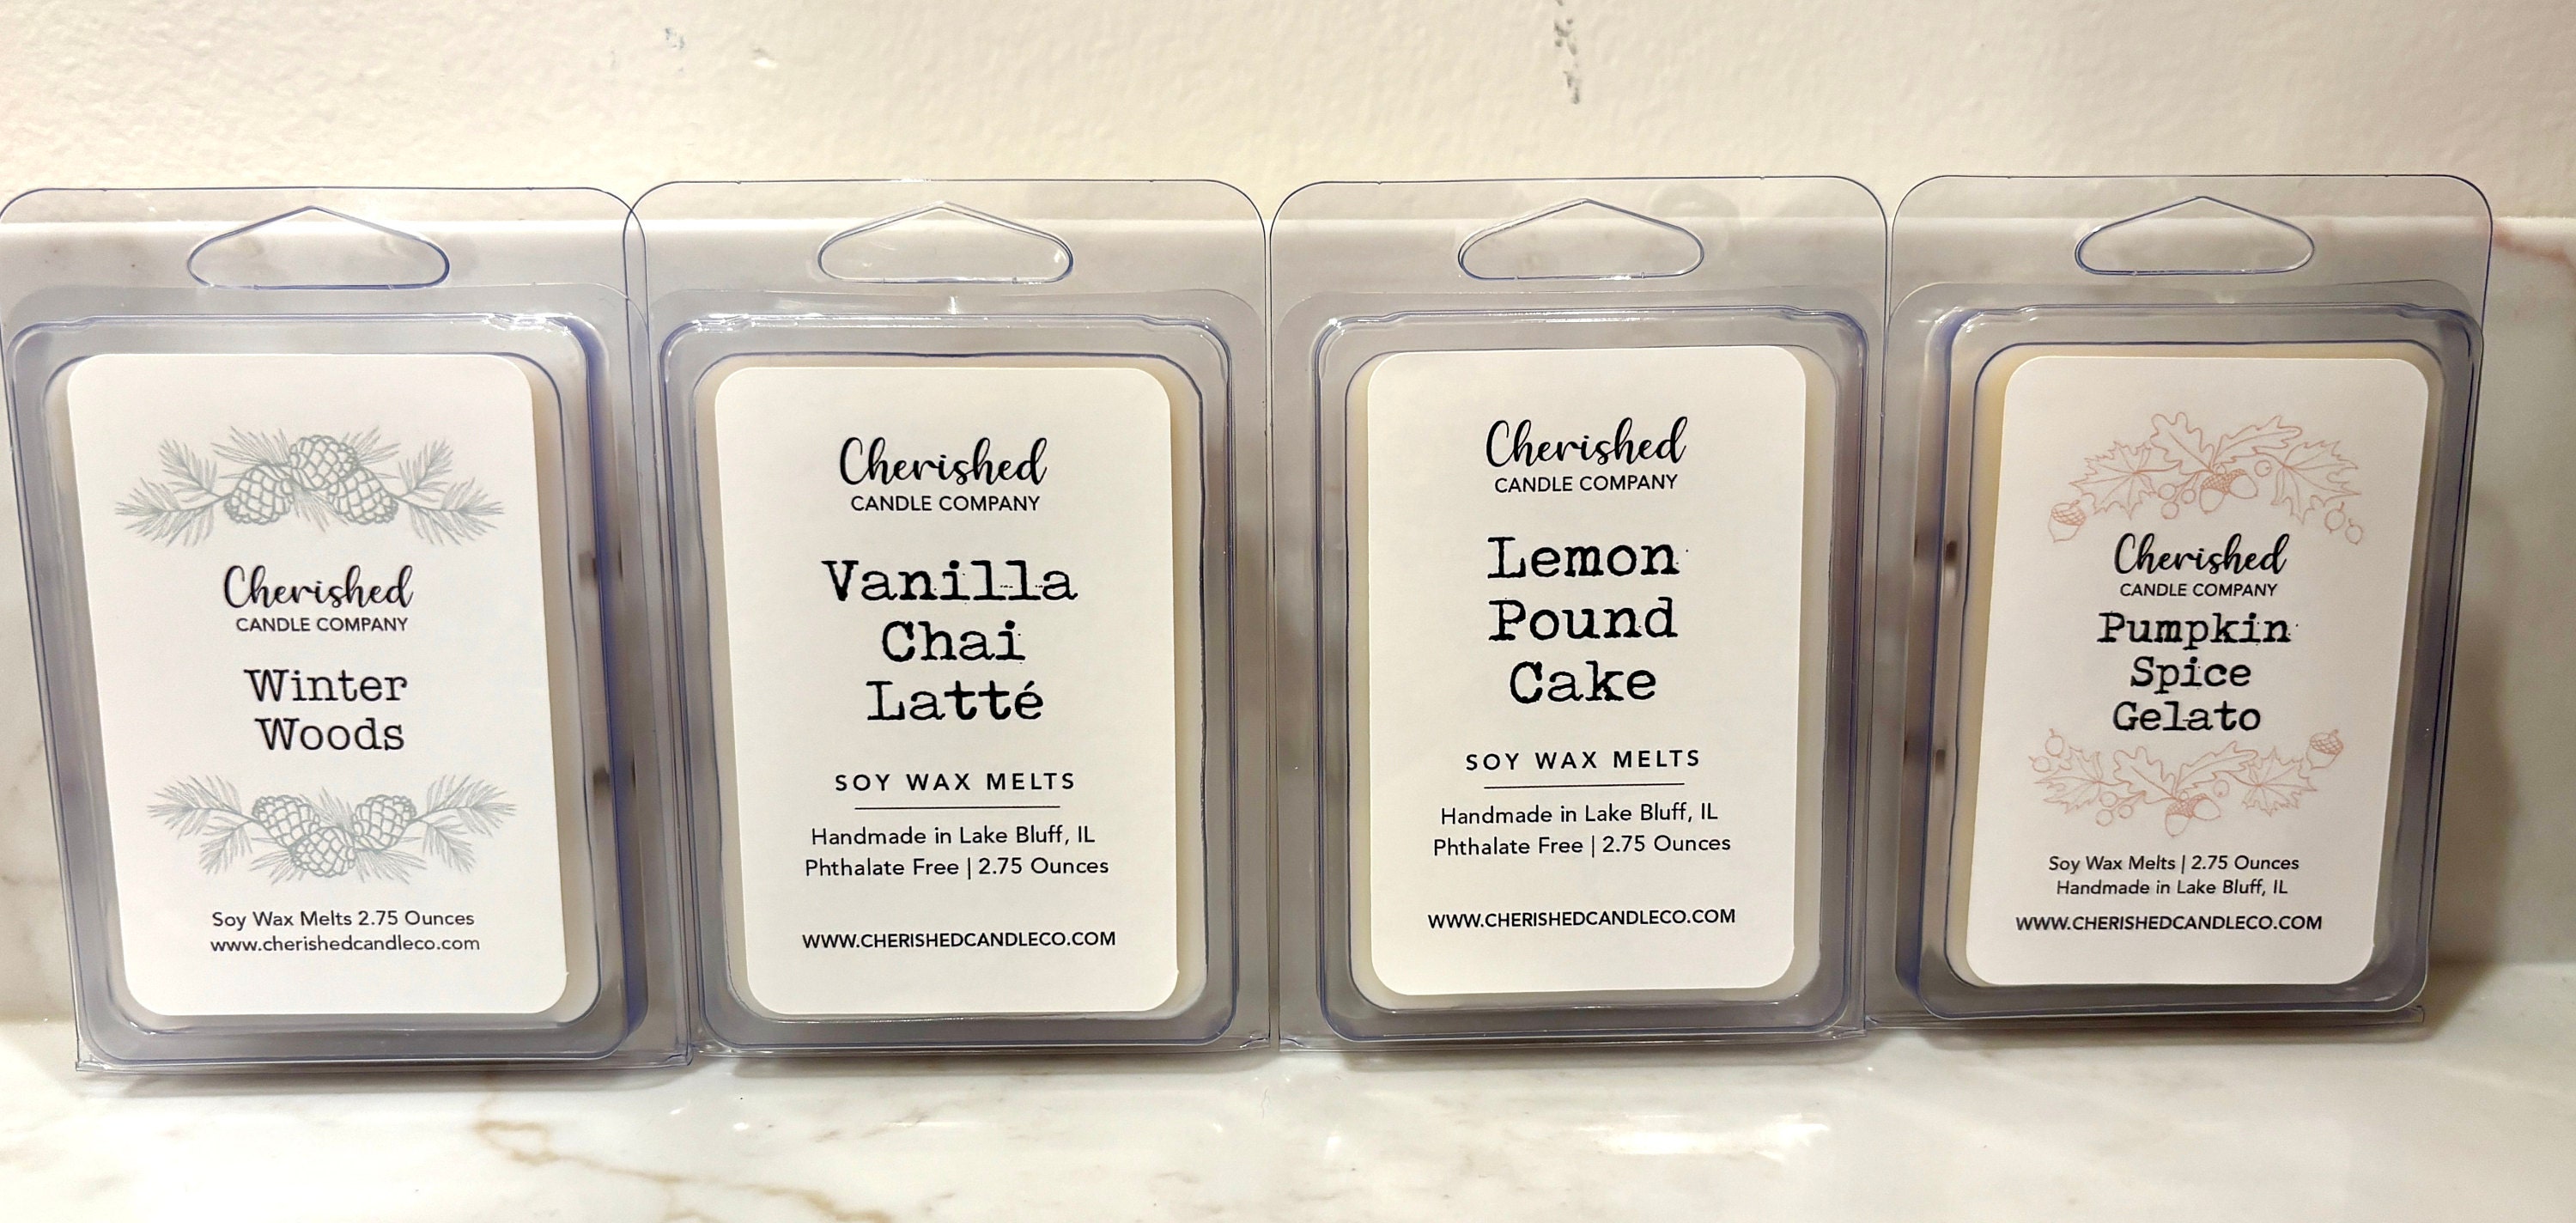 Cherished
CANDLE COMPANY
Winter
Woods
Soy Wax Melts 2.75 Ounces
www.cherishedcandleco.com
Cherished
CANDLE COMPANY
Vanilla
Chai
Latté
SOY WAX MELTS
Handmade in Lake Bluff, IL
Phthalate Free | 2.75 Ounces
WWW.CHERISHEDCANDLECO.COM
Cherished
CANDLE COMPANY
Lemon
Pound
Cake
SOY WAX MELTS
Handmade in Lake Bluff, IL
Phthalate Free | 2.75 Ounces
WWW.CHERISHEDCANDLECO.COM
Cherished
CANDLE COMPANY
Pumpkin
Spice
Gelato
Soy Wax Melts | 2.75 Ounces
Handmade in Lake Bluff, IL
WWW.CHERISHEDCANDLECO.COM